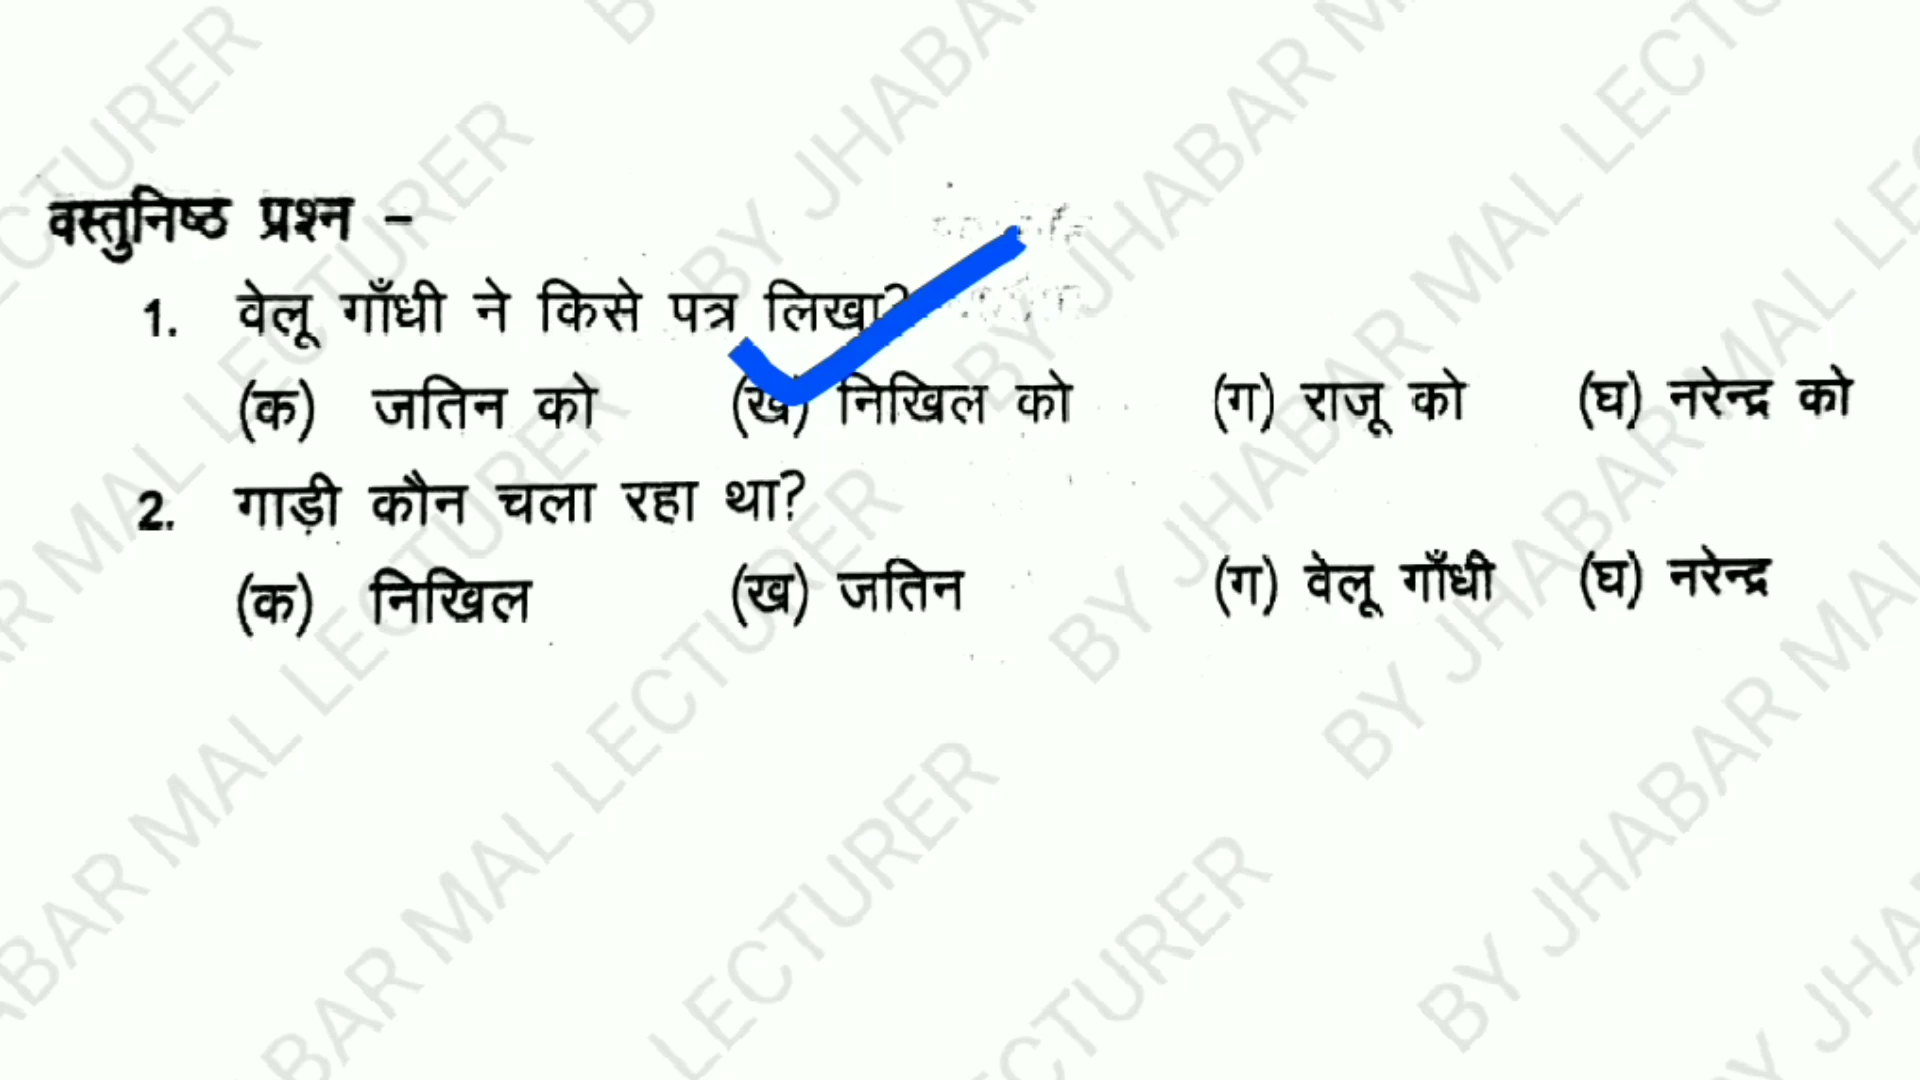 वस्तुनिष्ठ प्रश्न –
1. वेलू गाँधी ने किसे पत्र लिखा?
(क) जतिन को (ख) निखिल को (ग) राजू को (घ) नरेन्द्र को
2. गाड़ी कौन चला रहा था?
(क) निखिल (ख) जतिन (ग) वेलू गाँधी (घ) नरेन्द्र
BY JHABAR MAL LECTURER